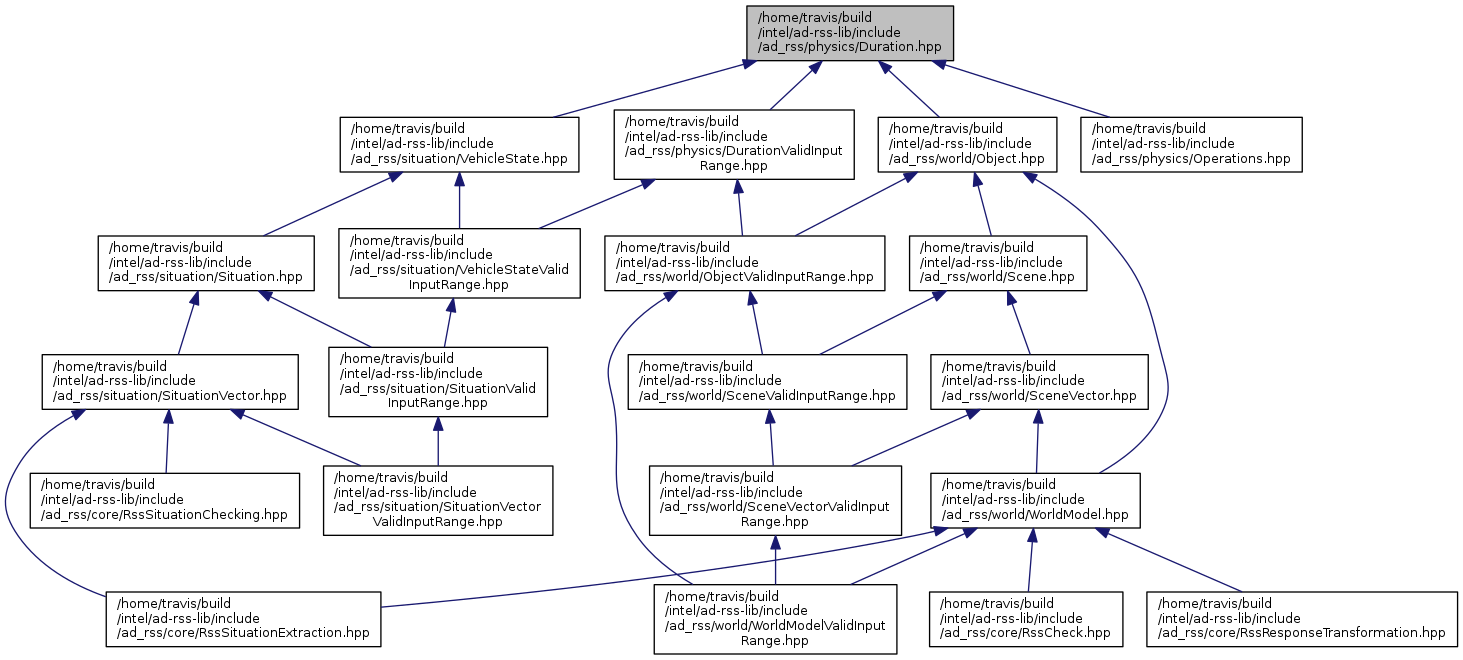 /home/travis/build
/intel/ad-rss-lib/include
/ad_rss/physics/Duration.hpp
/home/travis/build
/intel/ad-rss-lib/include
/ad_rss/situation/VehicleState.hpp
/home/travis/build
/intel/ad-rss-lib/include
/ad_rss/physics/DurationValidInput
Range.hpp
/home/travis/build
/intel/ad-rss-lib/include
/ad_rss/world/Object.hpp
/home/travis/build
/intel/ad-rss-lib/include
/ad_rss/physics/Operations.hpp
/home/travis/build
/intel/ad-rss-lib/include
/ad_rss/situation/Situation.hpp
/home/travis/build
/intel/ad-rss-lib/include
/ad_rss/situation/VehicleStateValid
InputRange.hpp
/home/travis/build
/intel/ad-rss-lib/include
/ad_rss/world/ObjectValidInputRange.hpp
/home/travis/build
/intel/ad-rss-lib/include
/ad_rss/world/Scene.hpp
/home/travis/build
/intel/ad-rss-lib/include
/ad_rss/situation/SituationVector.hpp
/home/travis/build
/intel/ad-rss-lib/include
/ad_rss/situation/SituationValid
InputRange.hpp
/home/travis/build
/intel/ad-rss-lib/include
/ad_rss/world/SceneValidInputRange.hpp
/home/travis/build
/intel/ad-rss-lib/include
/ad_rss/world/SceneVector.hpp
/home/travis/build
/intel/ad-rss-lib/include
/ad_rss/core/RssSituationChecking.hpp
/home/travis/build
/intel/ad-rss-lib/include
/ad_rss/situation/SituationVector
ValidInputRange.hpp
/home/travis/build
/intel/ad-rss-lib/include
/ad_rss/world/SceneVectorValidInput
Range.hpp
/home/travis/build
/intel/ad-rss-lib/include
/ad_rss/world/WorldModel.hpp
/home/travis/build
/intel/ad-rss-lib/include
/ad_rss/core/RssSituationExtraction.hpp
/home/travis/build
/intel/ad-rss-lib/include
/ad_rss/world/WorldModelValidInput
Range.hpp
/home/travis/build
/intel/ad-rss-lib/include
/ad_rss/core/RssCheck.hpp
/home/travis/build
/intel/ad-rss-lib/include
/ad_rss/core/RssResponseTransformation.hpp